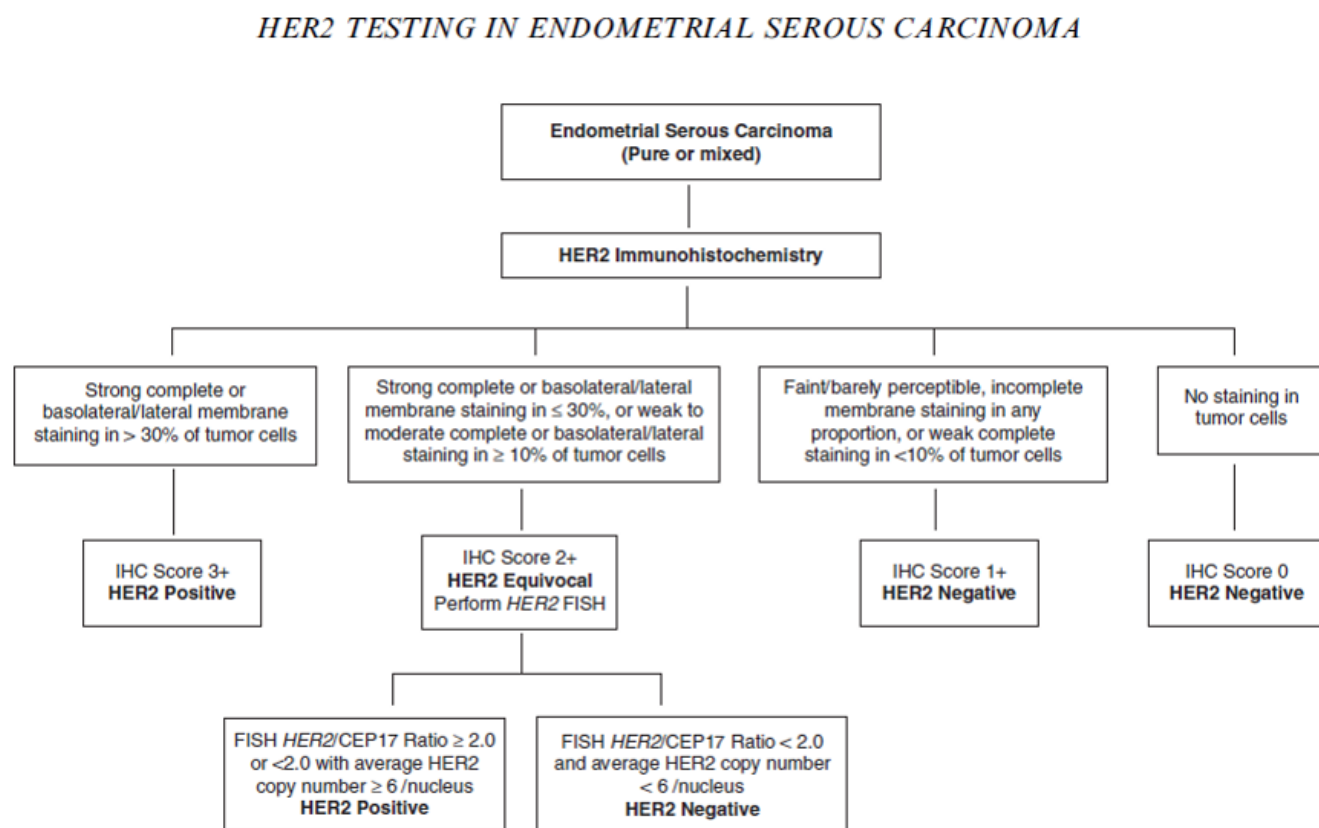 HER2 TESTING IN ENDOMETRIAL SEROUS CARCINOMA
Endometrial Serous Carcinoma
(Pure or mixed)
HER2 Immunohistochemistry
Strong complete or
basolateral/lateral membrane
staining in > 30% of tumor cells
Strong complete or basolateral/lateral
membrane staining in ≤ 30%, or weak to
moderate complete or basolateral/lateral
staining in ≥ 10% of tumor cells
Faint/barely perceptible, incomplete
membrane staining in any
proportion, or weak complete
staining in <10% of tumor cells
No staining in
tumor cells
IHC Score 3+
HER2 Positive
IHC Score 2+
HER2 Equivocal
Perform HER2 FISH
IHC Score 1+
HER2 Negative
IHC Score 0
HER2 Negative
FISH HER2/CEP17 Ratio ≥ 2.0
or <2.0 with average HER2
copy number ≥ 6 /nucleus
HER2 Positive
FISH HER2/CEP17 Ratio < 2.0
and average HER2 copy number
< 6 /nucleus
HER2 Negative